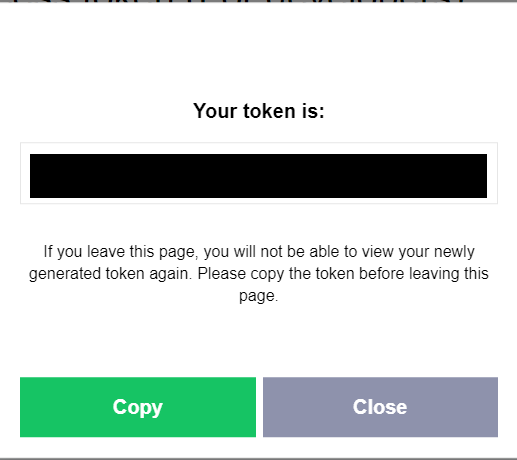 Your token is:
If you leave this page, you will not be able to view your newly
generated token again. Please copy the token before leaving this
page.
Copy
Close